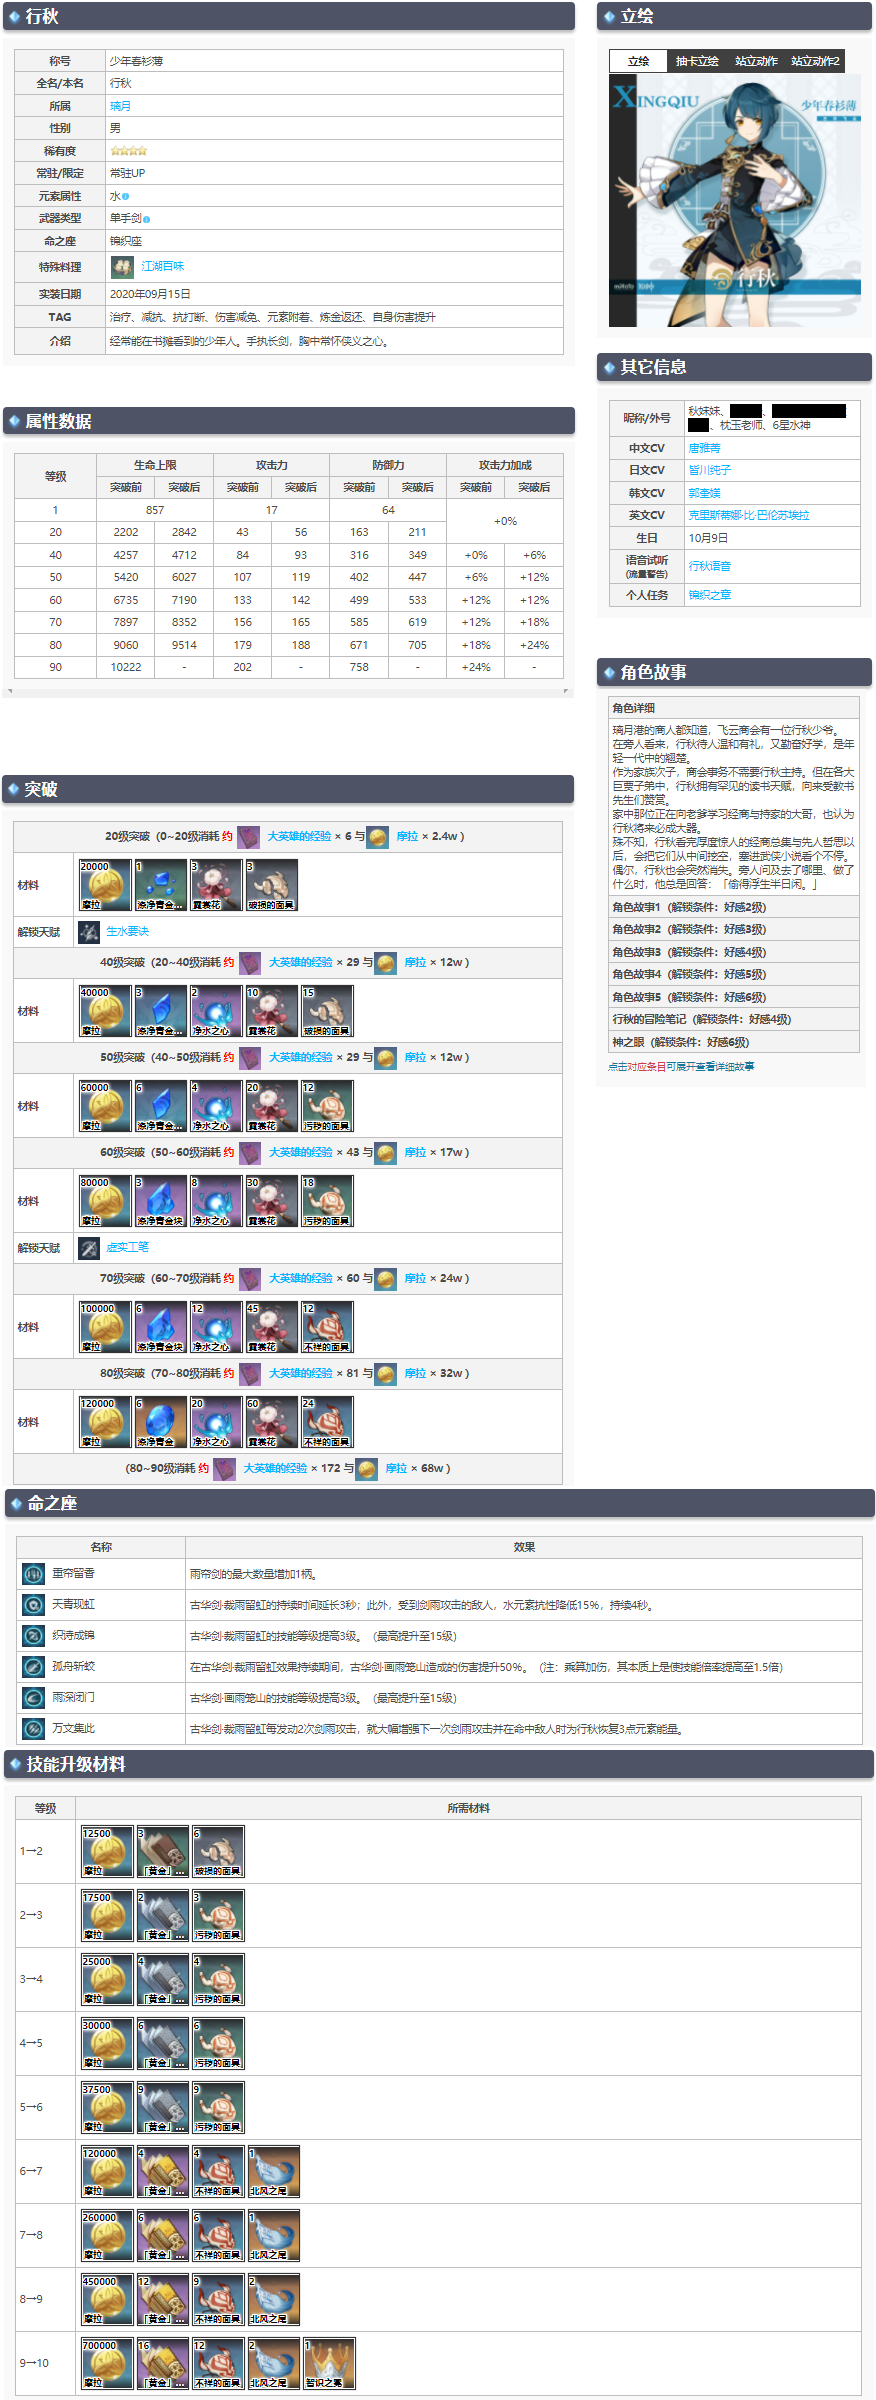 行秋
称号 少年春衫薄
全名/本名 行秋
所属 璃月
性别 男
稀有度
常驻/限定 常驻UP
元素属性 水
武器类型 单手剑
命之座 锦织座
特殊料理 江湖百味
实装日期 2020年09月15日
TAG 治疗、减抗、抗打断、伤害减免、元素附着、炼金返还、自身伤害提升
介绍 经常能在书摊看到的少年人。手执长剑，胸中常怀侠义之心。
立绘
立绘 抽卡立绘 站立动作 站立动作2
XINGQIU
少年春衫薄
行秋
miHoYo 原神
其它信息
昵称/外号 秋妹妹、 、
、枕玉老师、6星水神
中文CV 唐雅菁
日文CV 皆川纯子
韩文CV 郭奎媄
英文CV 克里斯蒂娜·比·巴伦苏埃拉
生日 10月9日
语音试听 行秋语音
(流量警告)
个人任务 锦织之章
属性数据
等级 生命上限 攻击力 防御力 攻击力加成
突破前 突破后 突破前 突破后 突破前 突破后 突破前 突破后
1 857 17 64 +0%
20 2202 2842 43 56 163 211
40 4257 4712 84 93 316 349 +0% +6%
50 5420 6027 107 119 402 447 +6% +12%
60 6735 7190 133 142 499 533 +12% +12%
70 7897 8352 156 165 585 619 +12% +18%
80 9060 9514 179 188 671 705 +18% +24%
90 10222 - 202 - 758 - +24% -
角色故事
角色详细
璃月港的商人都知道，飞云商会有一位行秋少爷。
在旁人看来，行秋待人温和有礼，又勤奋好学，是年
轻一代中的翘楚。
作为家族次子，商会事务不需要行秋主持。但在各大
巨贾子弟中，行秋拥有罕见的读书天赋，向来受教书
先生们赞赏。
家中那位正在向老爹学习经商与持家的大哥，也认为
行秋将来必成大器。
殊不知，行秋看完厚度惊人的经商总集与先人哲思以
后，会把它们从中间挖空，塞进武侠小说看个不停。
偶尔，行秋也会突然消失。旁人问及去了哪里、做了
什么时，他总是回答：「偷得浮生半日闲。」
角色故事1（解锁条件：好感2级）
角色故事2（解锁条件：好感3级）
角色故事3（解锁条件：好感4级）
角色故事4（解锁条件：好感5级）
角色故事5（解锁条件：好感6级）
行秋的冒险笔记（解锁条件：好感4级）
神之眼（解锁条件：好感6级）
点击对应条目可展开查看详细故事
突破
20级突破（0~20级消耗 约 大英雄的经验 × 6 与 摩拉 × 2.4w ）
材料 20000 1 3 3
摩拉 涤净青金… 霓裳花 破损的面具
解锁天赋 生水要诀
40级突破（20~40级消耗 约 大英雄的经验 × 29 与 摩拉 × 12w ）
材料 40000 3 2 10 15
摩拉 涤净青金… 净水之心 霓裳花 破损的面具
50级突破（40~50级消耗 约 大英雄的经验 × 29 与 摩拉 × 12w ）
材料 60000 6 4 20 12
摩拉 涤净青金… 净水之心 霓裳花 污秽的面具
60级突破（50~60级消耗 约 大英雄的经验 × 43 与 摩拉 × 17w ）
材料 80000 3 8 30 18
摩拉 涤净青金块 净水之心 霓裳花 污秽的面具
解锁天赋 虚实工笔
70级突破（60~70级消耗 约 大英雄的经验 × 60 与 摩拉 × 24w ）
材料 100000 6 12 45 12
摩拉 涤净青金块 净水之心 霓裳花 不祥的面具
80级突破（70~80级消耗 约 大英雄的经验 × 81 与 摩拉 × 32w ）
材料 120000 6 20 60 24
摩拉 涤净青金 净水之心 霓裳花 不祥的面具
（80~90级消耗 约 大英雄的经验 × 172 与 摩拉 × 68w ）
命之座
名称 效果
重帘留香 雨帘剑的最大数量增加1柄。
天青现虹 古华剑·裁雨留虹的持续时间延长3秒；此外，受到剑雨攻击的敌人，水元素抗性降低15%，持续4秒。
织诗成锦 古华剑·裁雨留虹的技能等级提高3级。（最高提升至15级）
孤舟斩蛟 在古华剑·裁雨留虹效果持续期间，古华剑·画雨笼山造成的伤害提升50%。（注：乘算加伤，其本质上是使技能倍率提高至1.5倍）
雨深闭门 古华剑·画雨笼山的技能等级提高3级。（最高提升至15级）
万文集此 古华剑·裁雨留虹每发动2次剑雨攻击，就大幅增强下一次剑雨攻击并在命中敌人时为行秋恢复3点元素能量。
技能升级材料
等级 所需材料
1→2 12500 3 6
摩拉 「黄金」… 破损的面具
2→3 17500 2 3
摩拉 「黄金」… 污秽的面具
3→4 25000 4 4
摩拉 「黄金」… 污秽的面具
4→5 30000 6 6
摩拉 「黄金」… 污秽的面具
5→6 37500 9 9
摩拉 「黄金」… 污秽的面具
6→7 120000 4 4 1
摩拉 「黄金」… 不祥的面具 北风之尾
7→8 260000 6 6 1
摩拉 「黄金」… 不祥的面具 北风之尾
8→9 450000 12 9 2
摩拉 「黄金」… 不祥的面具 北风之尾
9→10 700000 16 12 2 1
摩拉 「黄金」… 不祥的面具 北风之尾 智识之冕